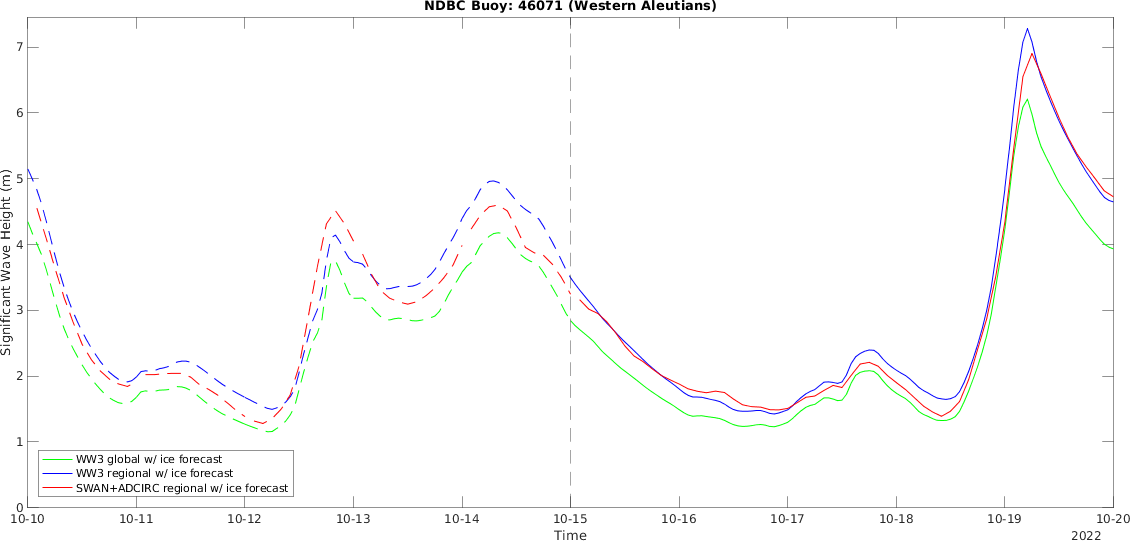 NDBC Buoy: 46071 (Western Aleutians)
7
6
5
4
3
2
1
0
Significant Wave Height (m)
WW3 global w/ ice forecast
WW3 regional w/ ice forecast
SWAN+ADCIRC regional w/ ice forecast
10-10 10-11 10-12 10-13 10-14 10-15 10-16 10-17 10-18 10-19 10-20
Time
2022